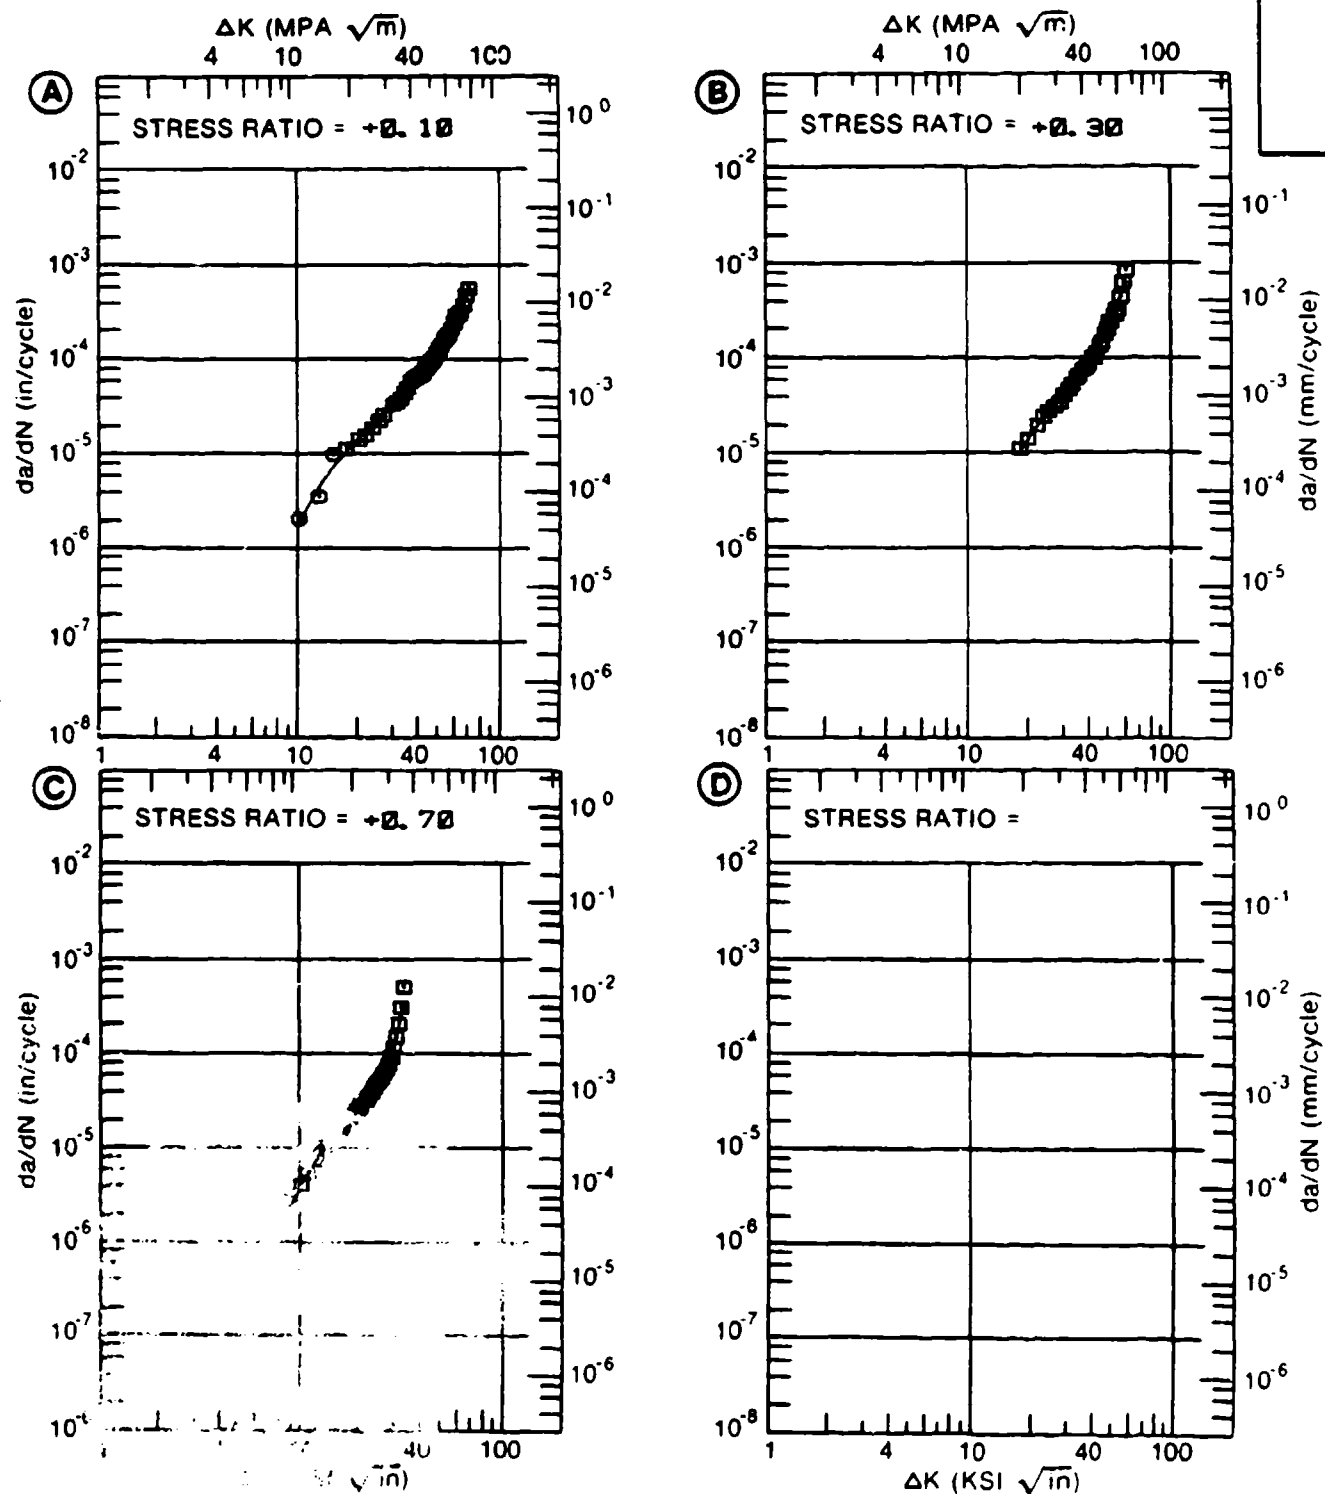 ΔK (MPA √m)
4 10 40 100
A
STRESS RATIO = +0.10
10⁰
10⁻²
10⁻¹
10⁻³
10⁻²
10⁻⁴
10⁻³
10⁻⁵
10⁻⁴
10⁻⁶
10⁻⁵
10⁻⁷
10⁻⁶
10⁻⁸
1 4 10 40 100
da/dN (in/cycle)
ΔK (MPA √m)
4 10 40 100
B
STRESS RATIO = +0.30
10⁻²
10⁻¹
10⁻³
10⁻²
10⁻⁴
10⁻³
10⁻⁵
10⁻⁴
10⁻⁶
10⁻⁵
10⁻⁷
10⁻⁶
10⁻⁸
1 4 10 40 100
da/dN (mm/cycle)
C
STRESS RATIO = +0.70
10⁰
10⁻²
10⁻¹
10⁻³
10⁻²
10⁻⁴
10⁻³
10⁻⁵
10⁻⁴
10⁻⁶
10⁻⁵
10⁻⁷
10⁻⁶
40 100
√in)
da/dN (in/cycle)
D
STRESS RATIO =
10⁰
10⁻²
10⁻¹
10⁻³
10⁻²
10⁻⁴
10⁻³
10⁻⁵
10⁻⁴
10⁻⁶
10⁻⁵
10⁻⁷
10⁻⁶
10⁻⁸
1 4 10 40 100
ΔK (KSI √in)
da/dN (mm/cycle)